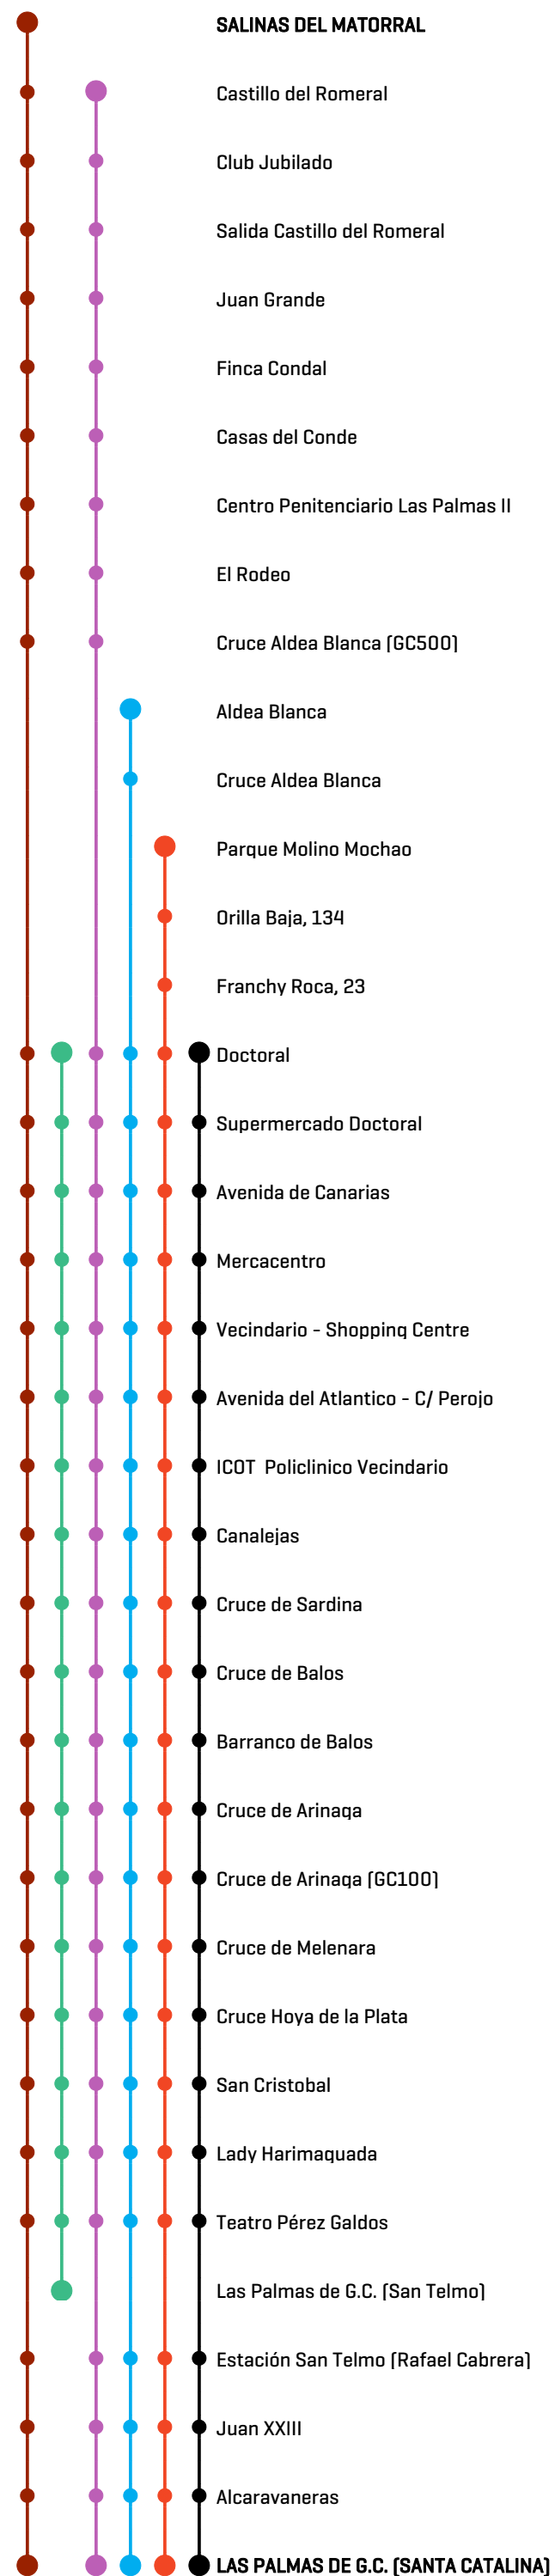 SALINAS DEL MATORRAL
Castillo del Romeral
Club Jubilado
Salida Castillo del Romeral
Juan Grande
Finca Condal
Casas del Conde
Centro Penitenciario Las Palmas II
El Rodeo
Cruce Aldea Blanca (GC500)
Aldea Blanca
Cruce Aldea Blanca
Parque Molino Mochao
Orilla Baja, 134
Franchy Roca, 23
Doctoral
Supermercado Doctoral
Avenida de Canarias
Mercacentro
Vecindario - Shopping Centre
Avenida del Atlantico - C/ Perojo
ICOT Policlinico Vecindario
Canalejas
Cruce de Sardina
Cruce de Balos
Barranco de Balos
Cruce de Arinaga
Cruce de Arinaga (GC100)
Cruce de Melenara
Cruce Hoya de la Plata
San Cristobal
Lady Harimaguada
Teatro Pérez Galdos
Las Palmas de G.C. (San Telmo)
Estación San Telmo (Rafael Cabrera)
Juan XXIII
Alcaravaneras
LAS PALMAS DE G.C. (SANTA CATALINA)